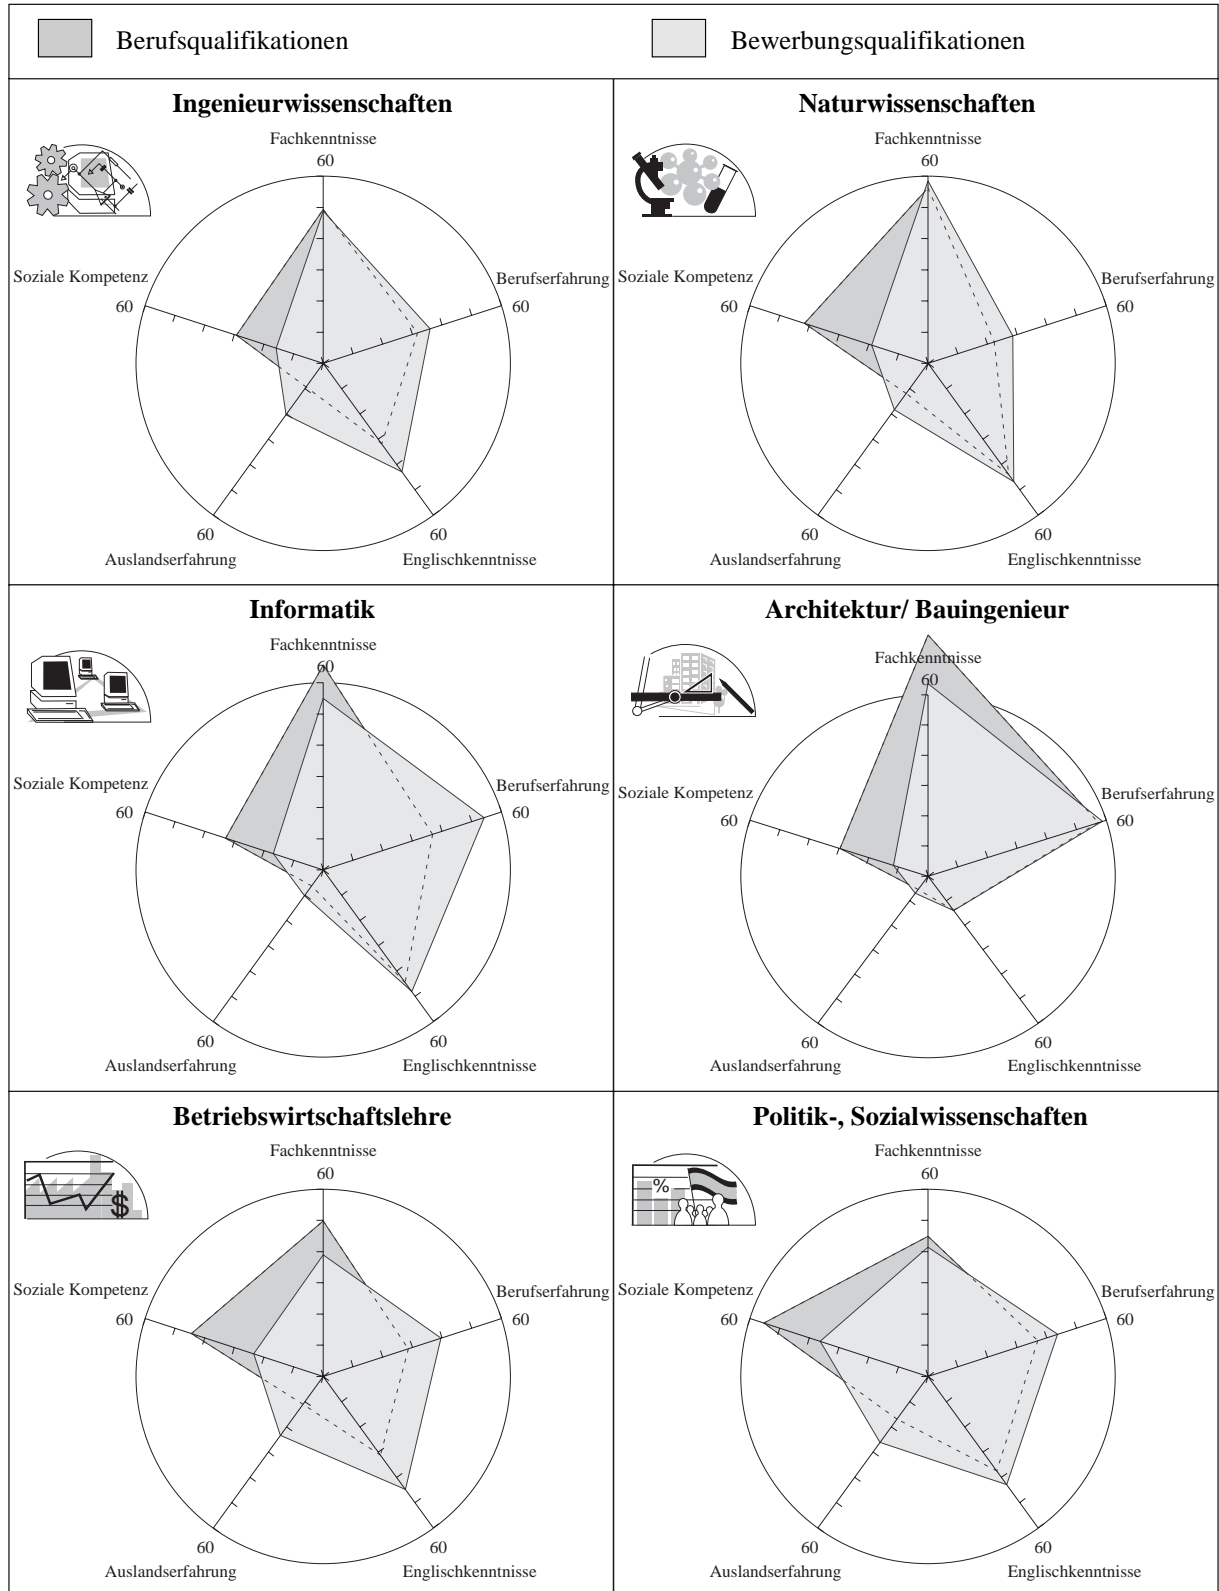 Berufsqualifikationen
Bewerbungsqualifikationen
Ingenieurwissenschaften
Fachkenntnisse
60
Soziale Kompetenz
60
Berufserfahrung
60
60
60
Auslandserfahrung
Englischkenntnisse
Naturwissenschaften
Fachkenntnisse
60
Soziale Kompetenz
60
Berufserfahrung
60
60
60
Auslandserfahrung
Englischkenntnisse
Informatik
Fachkenntnisse
60
Soziale Kompetenz
60
Berufserfahrung
60
60
60
Auslandserfahrung
Englischkenntnisse
Architektur/ Bauingenieur
Fachkenntnisse
60
Soziale Kompetenz
60
Berufserfahrung
60
60
60
Auslandserfahrung
Englischkenntnisse
Betriebswirtschaftslehre
$
Fachkenntnisse
60
Soziale Kompetenz
60
Berufserfahrung
60
60
60
Auslandserfahrung
Englischkenntnisse
Politik-, Sozialwissenschaften
%
Fachkenntnisse
60
Soziale Kompetenz
60
Berufserfahrung
60
60
60
Auslandserfahrung
Englischkenntnisse